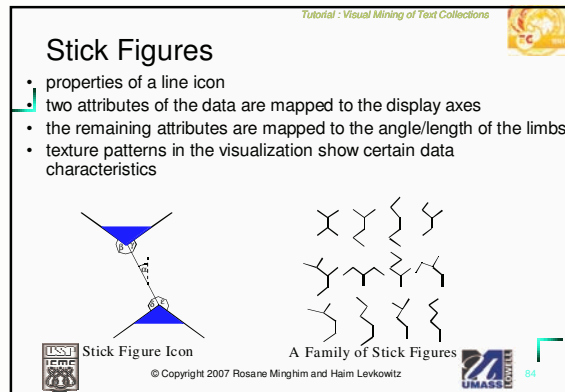 Tutorial : Visual Mining of Text Collections
Stick Figures
• properties of a line icon
• two attributes of the data are mapped to the display axes
• the remaining attributes are mapped to the angle/length of the limbs
• texture patterns in the visualization show certain data
characteristics
Stick Figure Icon
A Family of Stick Figures
© Copyright 2007 Rosane Minghim and Haim Levkowitz
UMASS
LOWELL
84